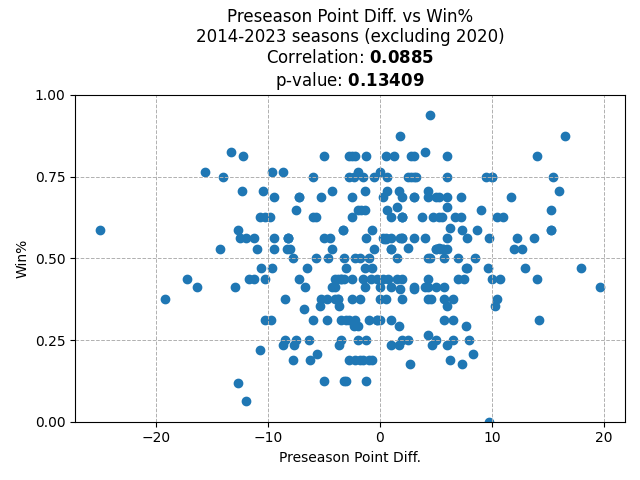 Preseason Point Diff. vs Win%
2014-2023 seasons (excluding 2020)
Correlation: 0.0885
p-value: 0.13409
1.00
0.75
0.50
0.25
0.00
Win%
−20
−10
0
10
20
Preseason Point Diff.